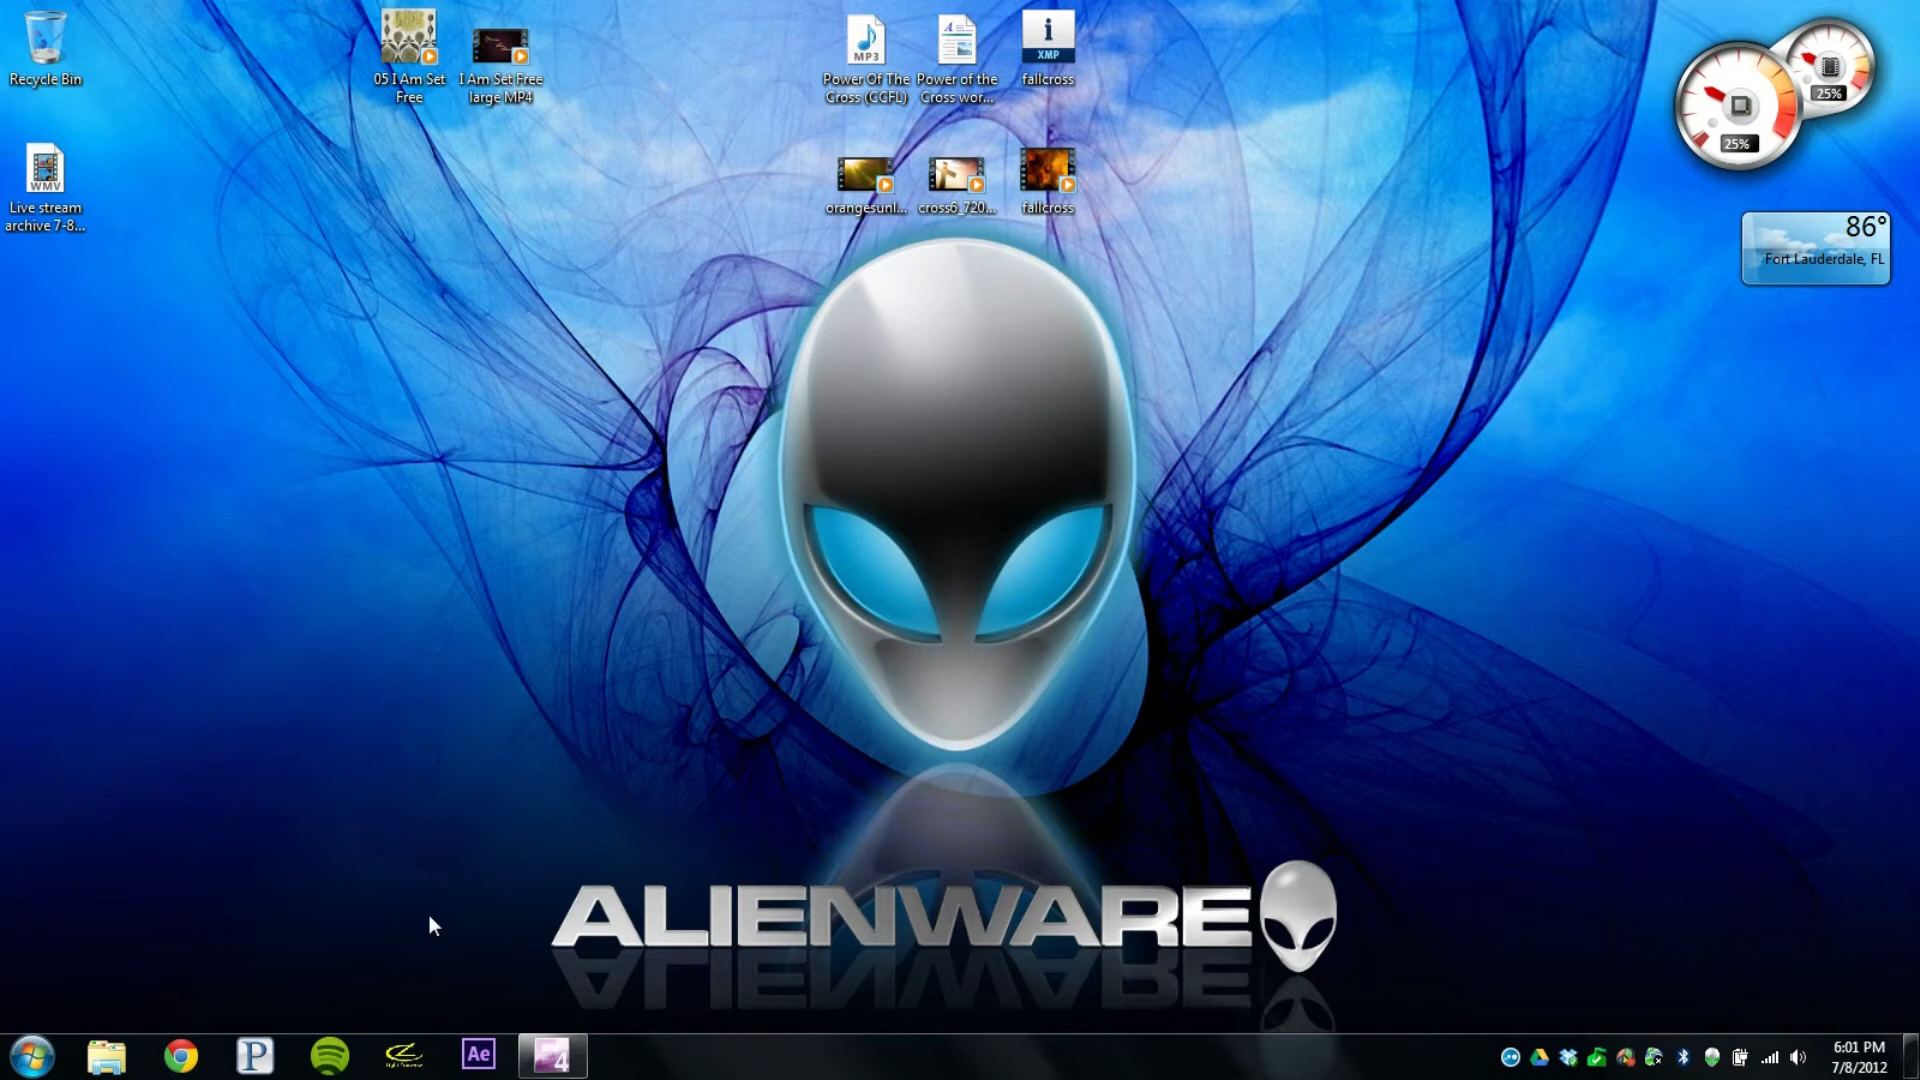 Recycle Bin
05 I Am Set
Free
I Am Set Free
large MP4
MP3
Power Of The
Cross (CCFL)
A
Power of the
Cross wor...
i
XMP
fallcross
25%
25%
WMV
Live stream
archive 7-8...
orangesunl...
cross6_720...
fallcross
86°
Fort Lauderdale, FL
ALIENWARE
P
Ae
4
6:01 PM
7/8/2012